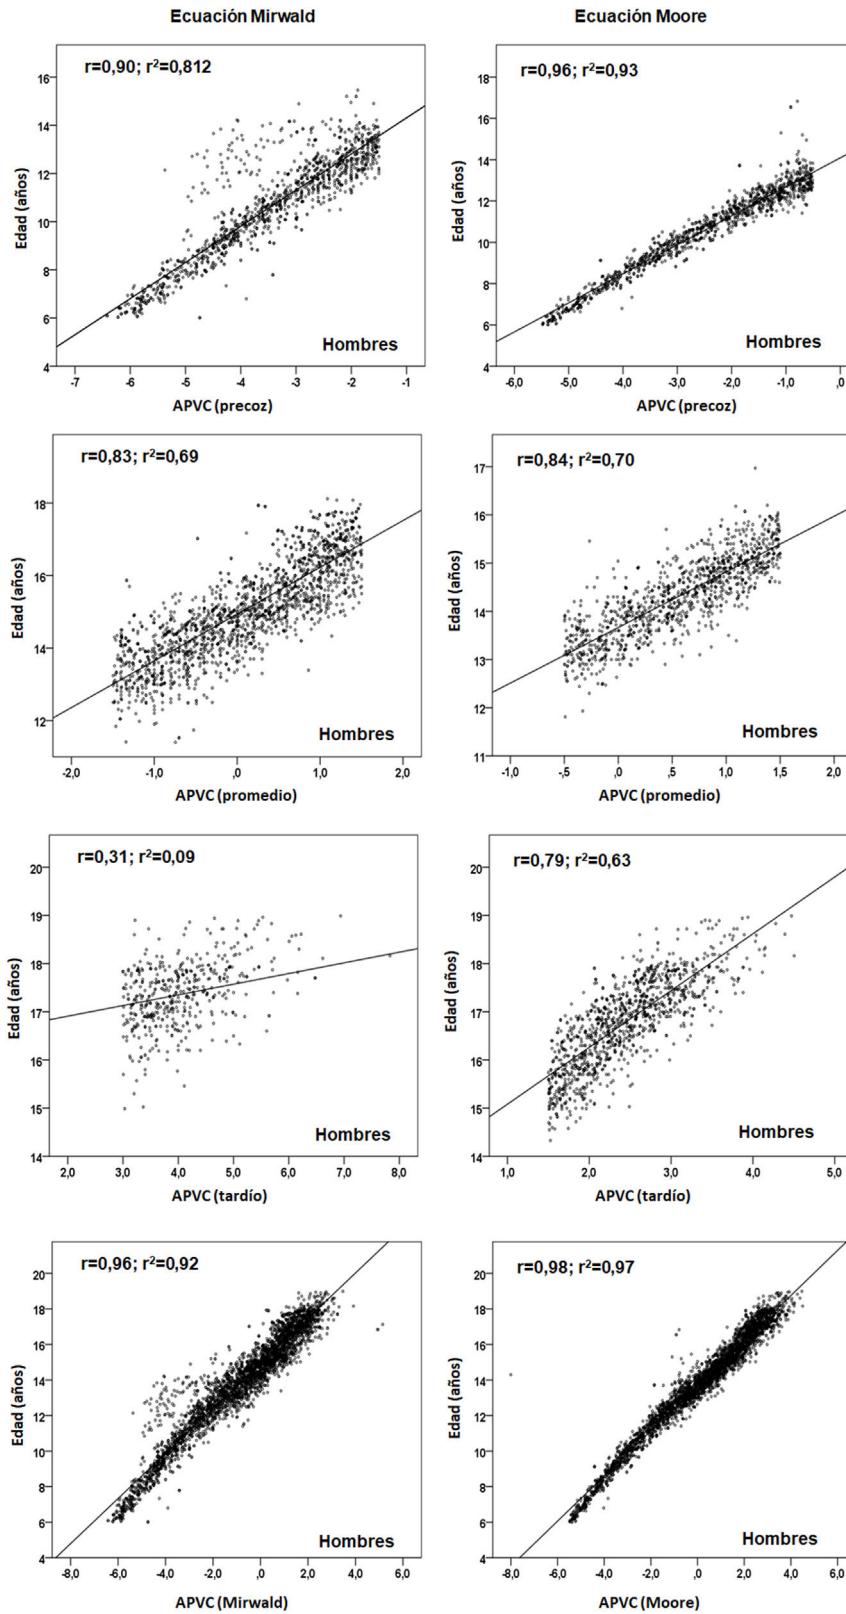 Ecuación Mirwald
Ecuación Moore
r=0,90; r²=0,812
16
14
12
10
8
6
4
Edad (años)
Hombres
-7 -6 -5 -4 -3 -2 -1
APVC (precoz)
r=0,96; r²=0,93
18
16
14
12
10
8
6
4
Edad (años)
Hombres
-6,0 -5,0 -4,0 -3,0 -2,0 -1,0 ,0
APVC (precoz)
r=0,83; r²=0,69
18
16
14
12
Edad (años)
Hombres
-2,0 -1,0 ,0 1,0 2,0
APVC (promedio)
r=0,84; r²=0,70
17
16
15
14
13
12
11
Edad (años)
Hombres
-1,0 -,5 ,0 ,5 1,0 1,5 2,0
APVC (promedio)
r=0,31; r²=0,09
20
19
18
17
16
15
14
Edad (años)
Hombres
2,0 3,0 4,0 5,0 6,0 7,0 8,0
APVC (tardío)
r=0,79; r²=0,63
20
19
18
17
16
15
14
Edad (años)
Hombres
1,0 2,0 3,0 4,0 5,0
APVC (tardío)
r=0,96; r²=0,92
20
18
16
14
12
10
8
6
4
Edad (años)
Hombres
-8,0 -6,0 -4,0 -2,0 ,0 2,0 4,0 6,0
APVC (Mirwald)
r=0,98; r²=0,97
20
18
16
14
12
10
8
6
4
Edad (años)
Hombres
-8,0 -6,0 -4,0 -2,0 ,0 2,0 4,0 6,0
APVC (Moore)